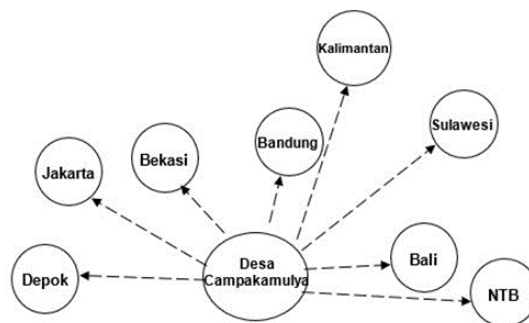 Kalimantan
Sulawesi
Bandung
Bekasi
Jakarta
Desa
Campakamulya
Bali
Depok
NTB